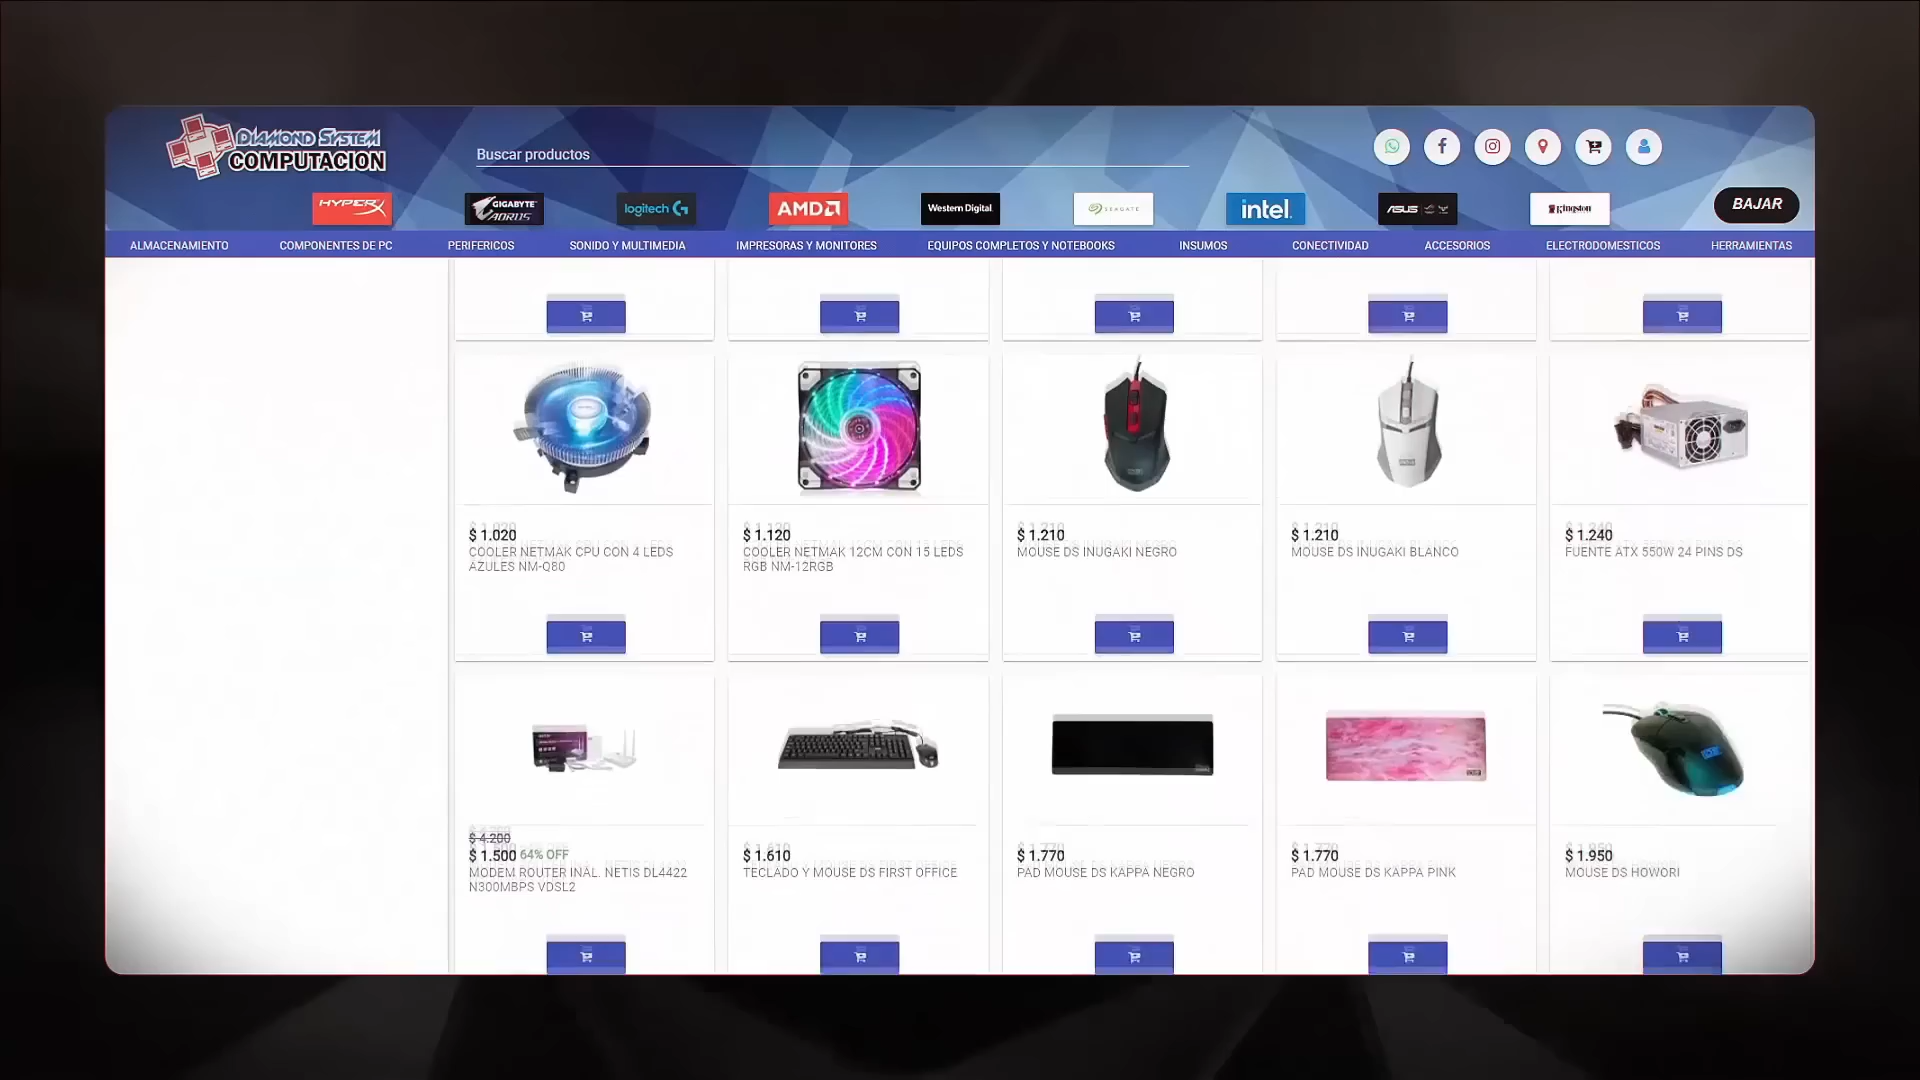 DIAMOND SYSTEM
COMPUTACION
Buscar productos
HYPERX
GIGABYTE
AORUS
logitech G
AMD
Western Digital
SEAGATE
intel
ASUS
Kingston
BAJAR
ALMACENAMIENTO COMPONENTES DE PC PERIFERICOS SONIDO Y MULTIMEDIA IMPRESORAS Y MONITORES EQUIPOS COMPLETOS Y NOTEBOOKS INSUMOS CONECTIVIDAD ACCESORIOS ELECTRODOMESTICOS HERRAMIENTAS
$ 1.020
COOLER NETMAK CPU CON 4 LEDS
AZULES NM-Q80
$ 1.120
COOLER NETMAK 12CM CON 15 LEDS
RGB NM-12RGB
$ 1.210
MOUSE DS INUGAKI NEGRO
$ 1.210
MOUSE DS INUGAKI BLANCO
$ 1.240
FUENTE ATX 550W 24 PINS DS
$ 4.200
$ 1.500 64% OFF
MODEM ROUTER INAL. NETIS DL4422
N300MBPS VDSL2
$ 1.610
TECLADO Y MOUSE DS FIRST OFFICE
$ 1.770
PAD MOUSE DS KAPPA NEGRO
$ 1.770
PAD MOUSE DS KAPPA PINK
$ 1.950
MOUSE DS HOWORI